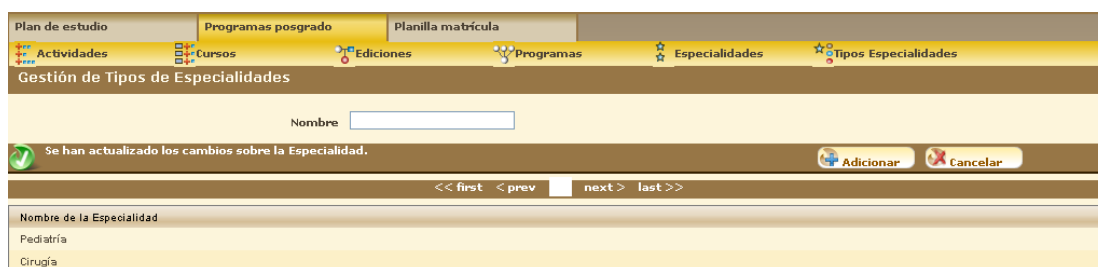 Plan de estudio Programas posgrado Planilla matrícula
Actividades Cursos Ediciones Programas Especialidades Tipos Especialidades
Gestión de Tipos de Especialidades
Nombre
Se han actualizado los cambios sobre la Especialidad. Adicionar Cancelar
<< first < prev next > last >>
Nombre de la Especialidad
Pediatría
Cirugía